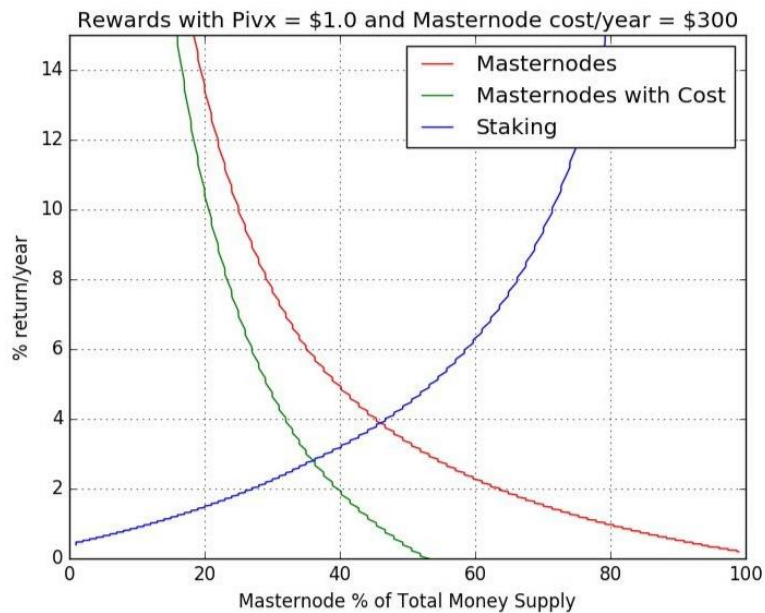 Rewards with Pivx = $1.0 and Masternode cost/year = $300
Masternodes
Masternodes with Cost
Staking
% return/year
14
12
10
8
6
4
2
0
0 20 40 60 80 100
Masternode % of Total Money Supply